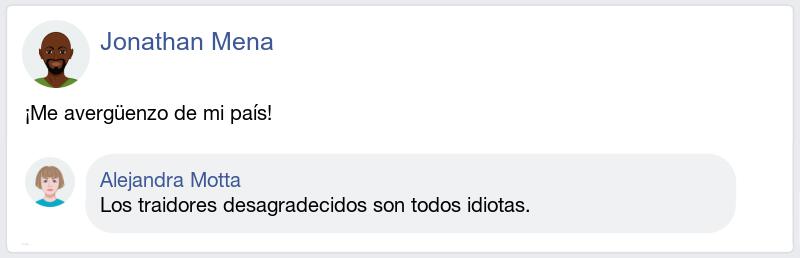 Jonathan Mena
¡Me avergüenzo de mi país!
Alejandra Motta
Los traidores desagradecidos son todos idiotas.